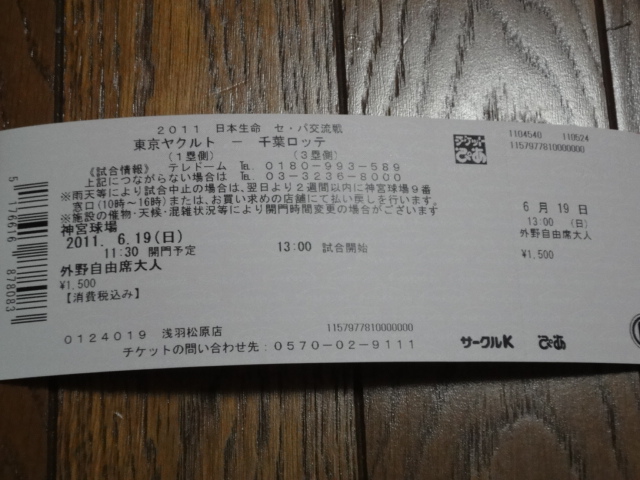 2011 日本生命 セ・パ交流戦
東京ヤクルト － 千葉ロッテ
(1塁側) (3塁側)
《試合情報》 テレドーム ℡ 0180-993-589
上記につながらない場合は ℡ 03-3236-8000
※雨天等により試合中止の場合は、翌日より2週間以内に神宮球場9番
窓口(10時～16時)または、お買い求めの店舗にて払い戻しを行います。
※施設の催物・天候・混雑状況等により開門時間変更の場合がございます
神宮球場
2011. 6.19(日)
11:30 開門予定 13:00 試合開始
外野自由席大人
¥1,500
【消費税込み】
0124019 浅羽松原店 1157977810000000
チケットの問い合わせ先：0570-02-9111
サークルK ぴあ
5 716616 878083
チケット ぴあ
1104540 110524
1157977810000000
6月19日
13:00 (日)
外野自由席大人
¥1,500